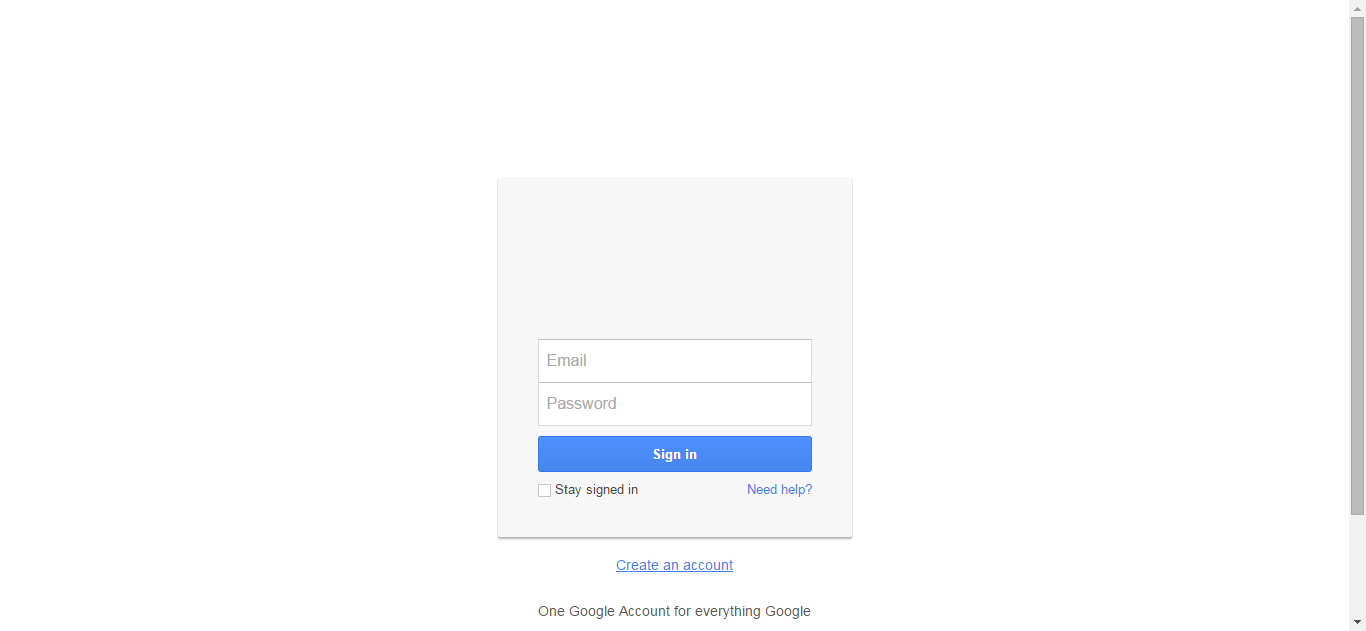 Email
Password
Sign in
Stay signed in Need help?
Create an account
One Google Account for everything Google